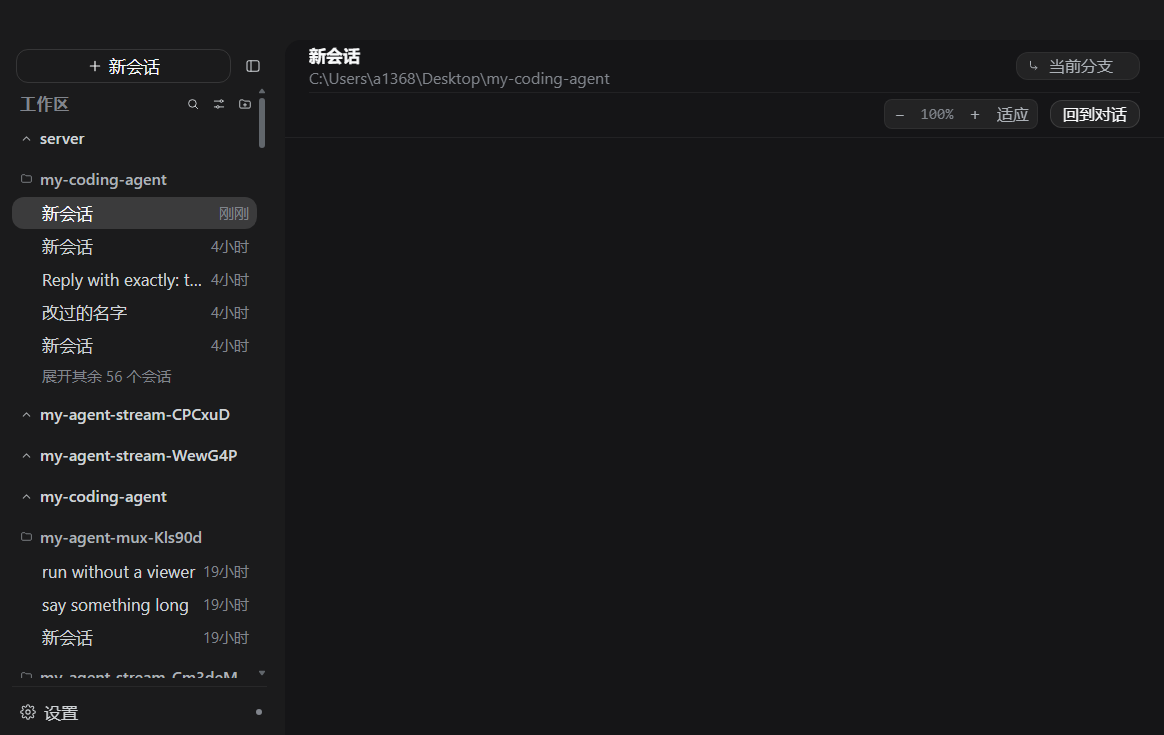 + 新会话
工作区
server
my-coding-agent
新会话 刚刚
新会话 4小时
Reply with exactly: t... 4小时
改过的名字 4小时
新会话 4小时
展开其余 56 个会话
my-agent-stream-CPCxuD
my-agent-stream-WewG4P
my-coding-agent
my-agent-mux-Kls90d
run without a viewer 19小时
say something long 19小时
新会话 19小时
my-agent-stream-Cm3deM
设置
新会话
C:\Users\a1368\Desktop\my-coding-agent
当前分支
− 100% + 适应
回到对话